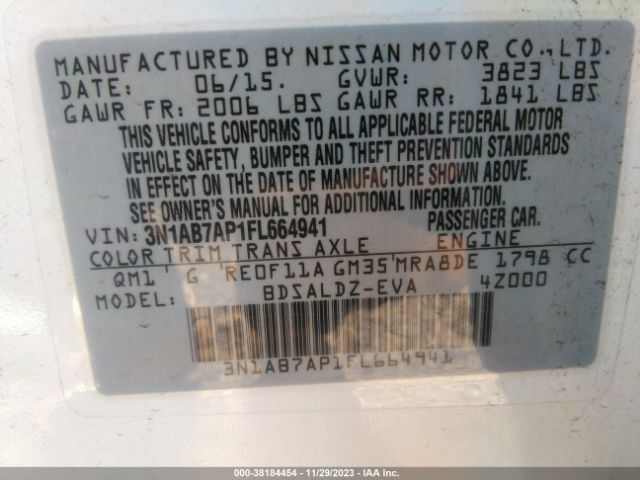 MANUFACTURED BY NISSAN MOTOR CO., LTD.
DATE: 06/15. GVWR: 3823 LBS
GAWR FR: 2006 LBS GAWR RR: 1841 LBS
THIS VEHICLE CONFORMS TO ALL APPLICABLE FEDERAL MOTOR
VEHICLE SAFETY, BUMPER AND THEFT PREVENTION STANDARDS
IN EFFECT ON THE DATE OF MANUFACTURE SHOWN ABOVE.
SEE OWNER'S MANUAL FOR ADDITIONAL INFORMATION.
VIN: 3N1AB7AP1FL664941 PASSENGER CAR.
COLOR TRIM TRANS AXLE ENGINE
QM1 G RE0F11A GM35 MRA8DE 1798 CC
MODEL: BDSALDZ-EVA 4Z000
3N1AB7AP1FL664941
000-38184454 - 11/29/2023 - IAA Inc.